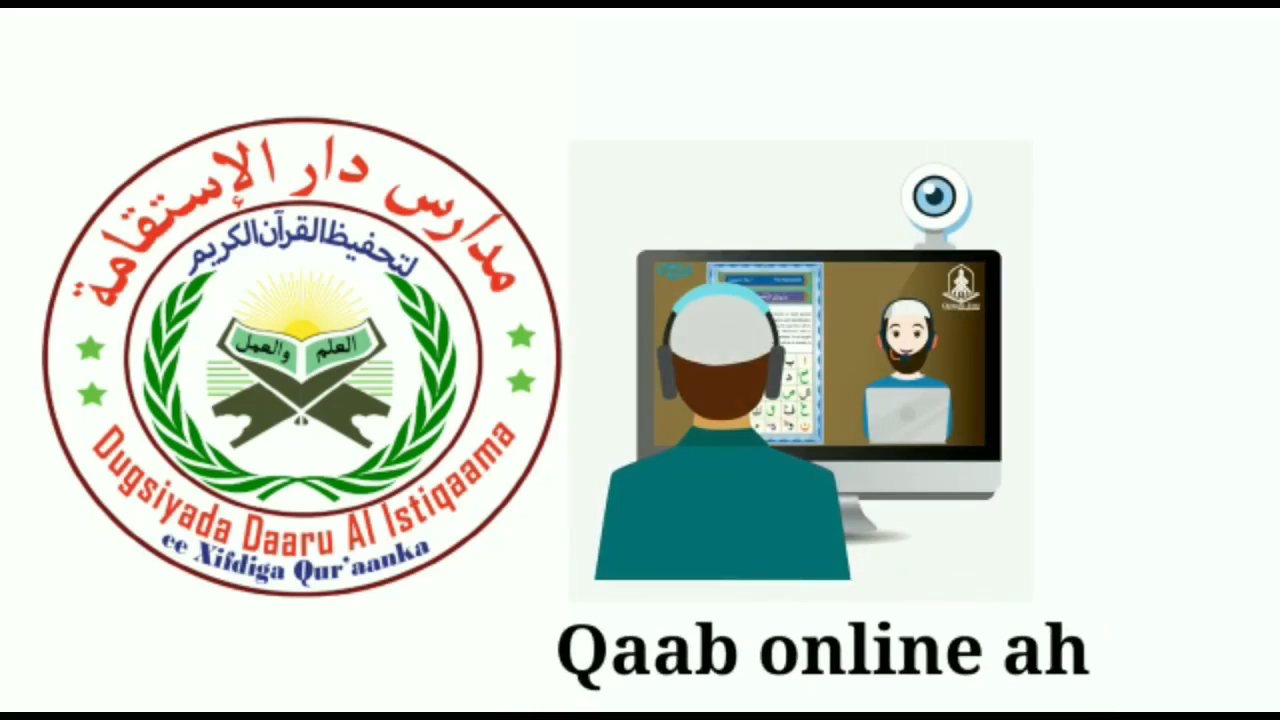 مدارس دار الإستقامة
لتحفيظ القرآن الكريم
العلم والعمل
Dugsiyada Daaru Al Istiqaama
ee Xifdiga Qur'aanka
Qaab online ah